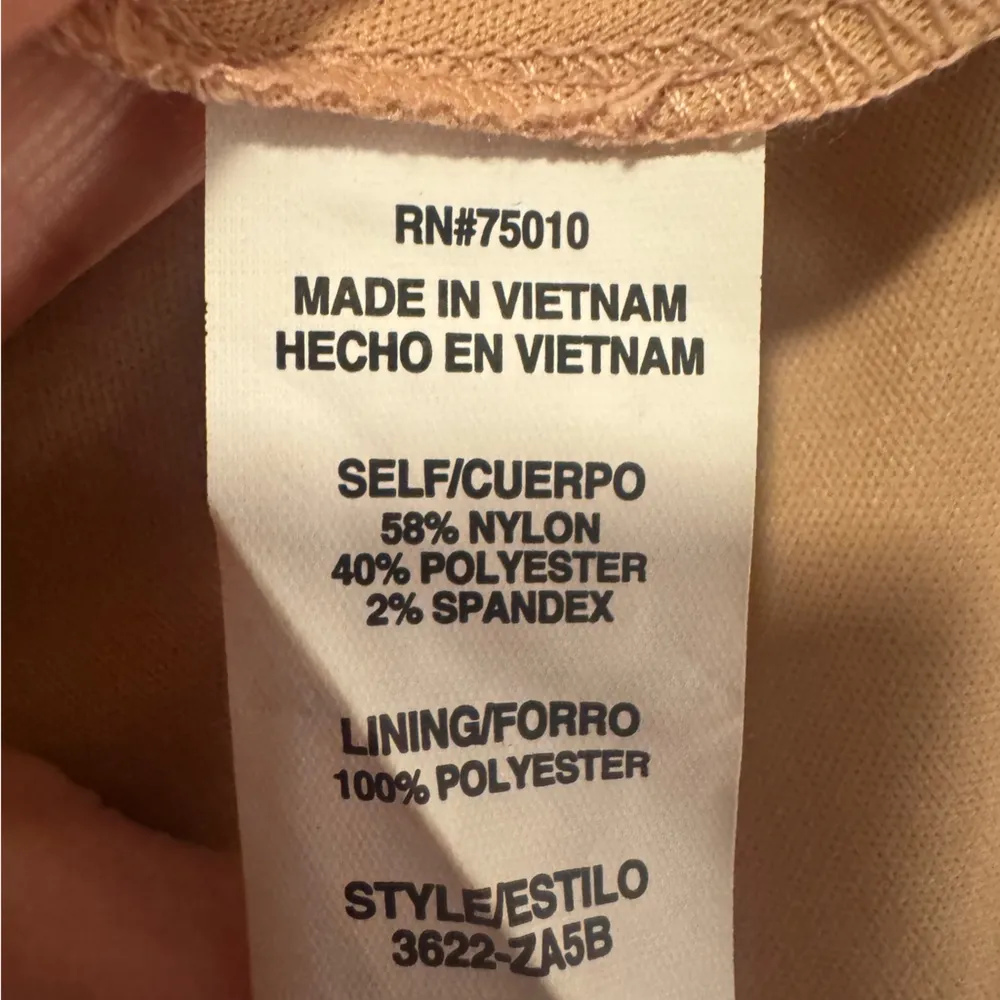 RN#75010
MADE IN VIETNAM
HECHO EN VIETNAM
SELF/CUERPO
58% NYLON
40% POLYESTER
2% SPANDEX
LINING/FORRO
100% POLYESTER
STYLE/ESTILO
3622-ZA5B